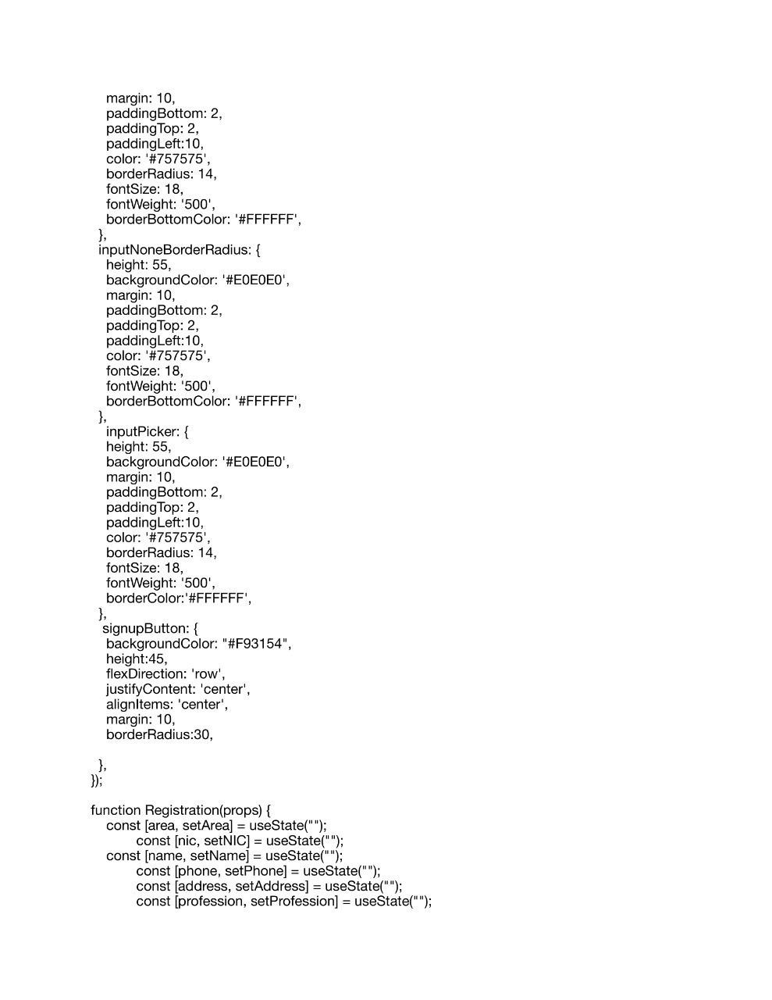 margin: 10,
paddingBottom: 2,
paddingTop: 2,
paddingLeft:10,
color: '#757575',
borderRadius: 14,
fontSize: 18,
fontWeight: '500',
borderBottomColor: '#FFFFFF',
},
inputNoneBorderRadius: {
height: 55,
backgroundColor: '#E0E0E0',
margin: 10,
paddingBottom: 2,
paddingTop: 2,
paddingLeft:10,
color: '#757575',
fontSize: 18,
fontWeight: '500',
borderBottomColor: '#FFFFFF',
},
inputPicker: {
height: 55,
backgroundColor: '#E0E0E0',
margin: 10,
paddingBottom: 2,
paddingTop: 2,
paddingLeft:10,
color: '#757575',
borderRadius: 14,
fontSize: 18,
fontWeight: '500',
borderColor:'#FFFFFF',
},
signupButton: {
backgroundColor: "#F93154",
height:45,
flexDirection: 'row',
justifyContent: 'center',
alignItems: 'center',
margin: 10,
borderRadius:30,
},
});
function Registration(props) {
const [area, setArea] = useState("");
const [nic, setNIC] = useState("");
const [name, setName] = useState("");
const [phone, setPhone] = useState("");
const [address, setAddress] = useState("");
const [profession, setProfession] = useState("");